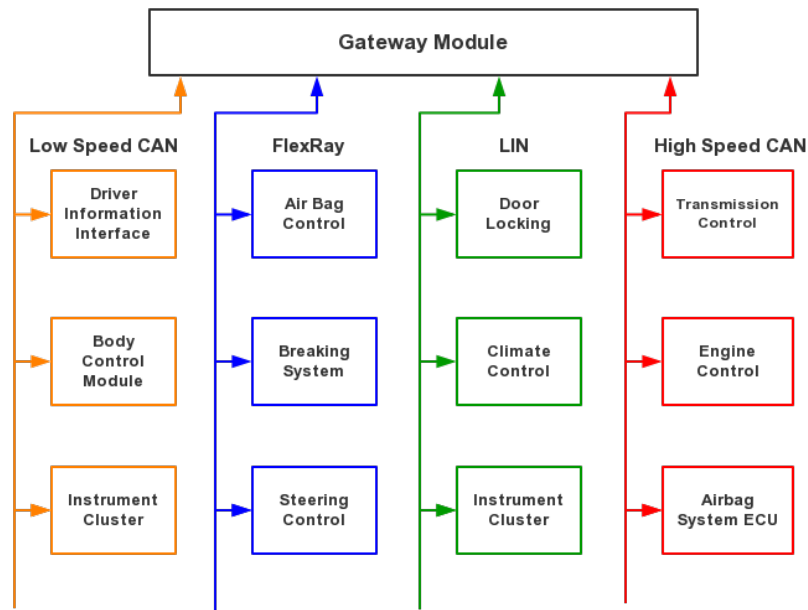 Gateway Module
Low Speed CAN
FlexRay
LIN
High Speed CAN
Driver
Information
Interface
Air Bag
Control
Door
Locking
Transmission
Control
Body
Control
Module
Breaking
System
Climate
Control
Engine
Control
Instrument
Cluster
Steering
Control
Instrument
Cluster
Airbag
System ECU